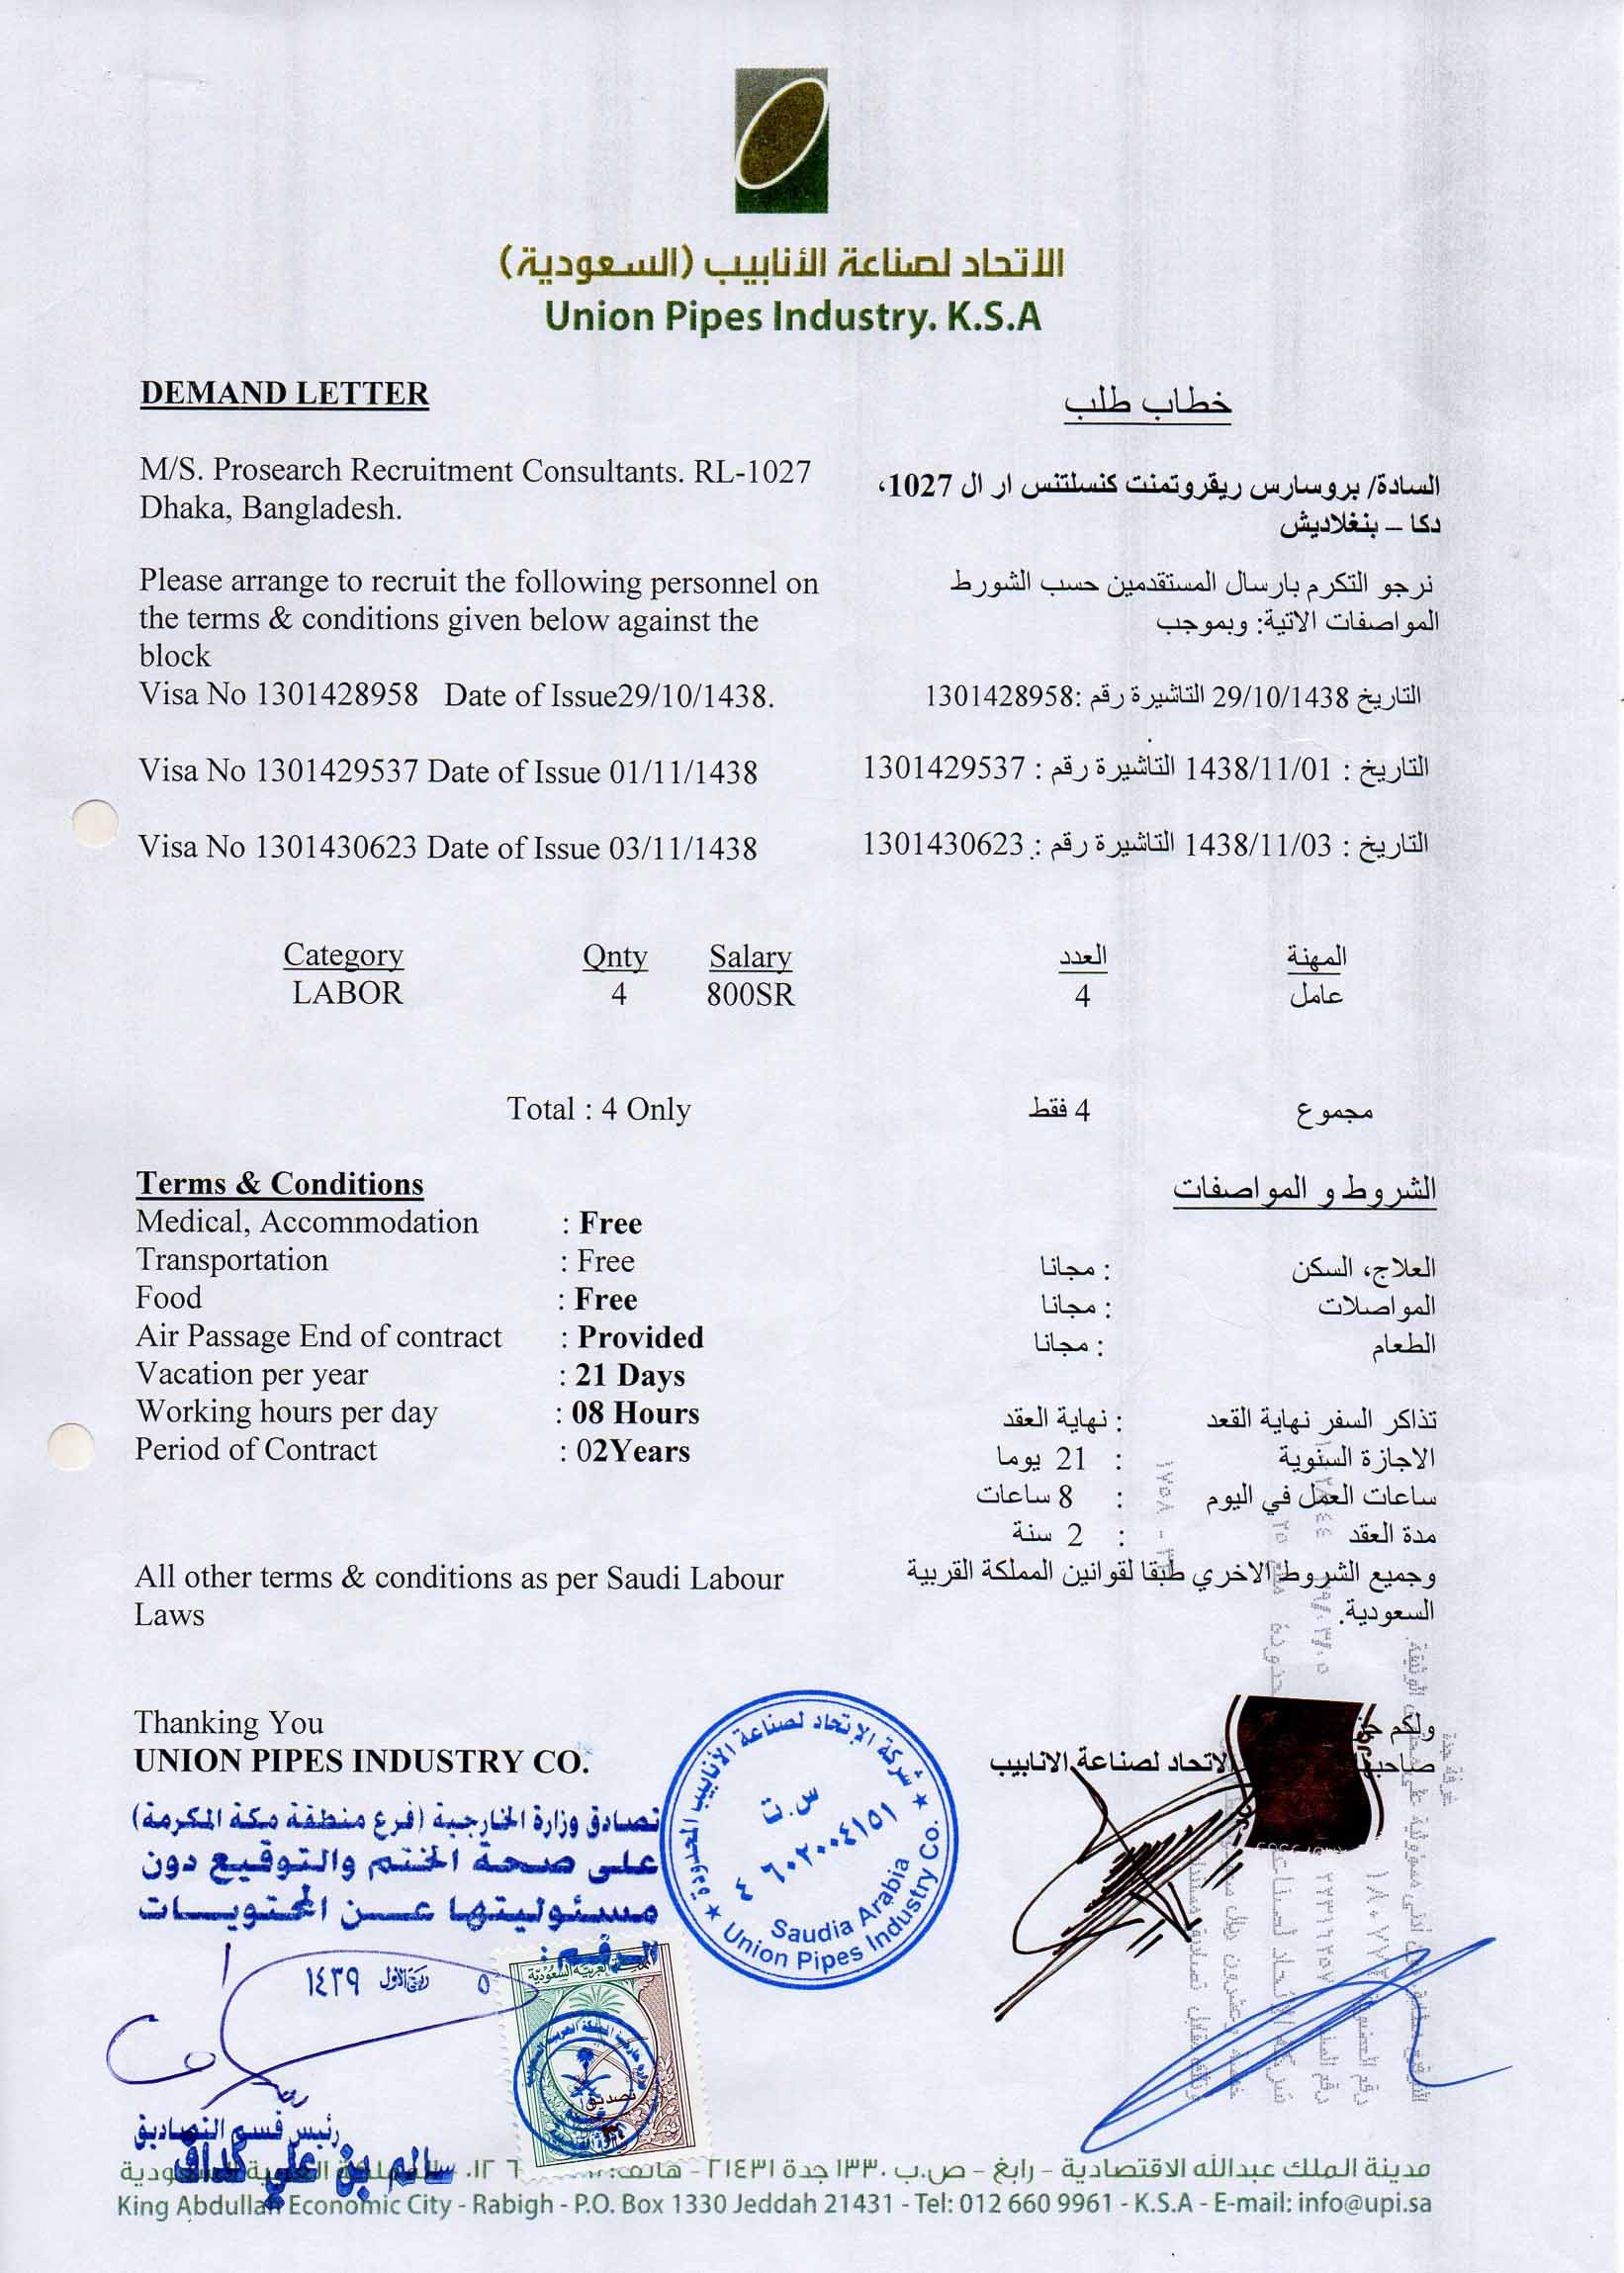 الاتحاد لصناعة الأنابيب (السعودية)
Union Pipes Industry. K.S.A
DEMAND LETTER
خطاب طلب
M/S. Prosearch Recruitment Consultants. RL-1027
Dhaka, Bangladesh.
السادة/ بروسارس ريقروتمنت كنسلتنس ار ال 1027،
دكا – بنغلاديش
Please arrange to recruit the following personnel on
the terms & conditions given below against the
block
نرجو التكرم بارسال المستقدمين حسب الشورط
المواصفات الاتية: وبموجب
Visa No 1301428958 Date of Issue29/10/1438.
التاريخ 29/10/1438 التاشيرة رقم :1301428958
Visa No 1301429537 Date of Issue 01/11/1438
التاريخ : 1438/11/01 التاشيرة رقم : 1301429537
Visa No 1301430623 Date of Issue 03/11/1438
التاريخ : 1438/11/03 التاشيرة رقم : 1301430623
Category Qnty Salary
LABOR 4 800SR
المهنة العدد
عامل 4
Total : 4 Only
مجموع 4 فقط
Terms & Conditions
Medical, Accommodation : Free
Transportation : Free
Food : Free
Air Passage End of contract : Provided
Vacation per year : 21 Days
Working hours per day : 08 Hours
Period of Contract : 02Years
الشروط و المواصفات
العلاج، السكن : مجانا
المواصلات : مجانا
الطعام : مجانا
تذاكر السفر نهاية القعد : نهاية العقد
الاجازة السنوية : 21 يوما
ساعات العمل في اليوم : 8 ساعات
مدة العقد : 2 سنة
All other terms & conditions as per Saudi Labour
Laws
وجميع الشروط الاخري طبقا لقوانين المملكة القربية
السعودية.
Thanking You
UNION PIPES INDUSTRY CO.
ولكم
الاتحاد لصناعة الانابيب
شركة الإتحاد لصناعة الأنابيب المحدودة
س.ت
٤٦٠٢٠٠٤١٥١
Saudia Arabia
Union Pipes Industry Co.
تصادق وزارة الخارجية (فرع منطقة مكة المكرمة)
على صحة الختم والتوقيع دون
مسئوليتها عن المحتويات
الرقم:
٥ ربيع الاول ١٤٣٩
تصديق
رئيس قسم التصاديق
سالم بن علي كداف
مدينة الملك عبدالله الاقتصادية – رابغ – ص.ب ١٣٣٠ جدة ٢١٤٣١ – هاتف:
King Abdullah Economic City - Rabigh - P.O. Box 1330 Jeddah 21431 - Tel: 012 660 9961 - K.S.A - E-mail: info@upi.sa